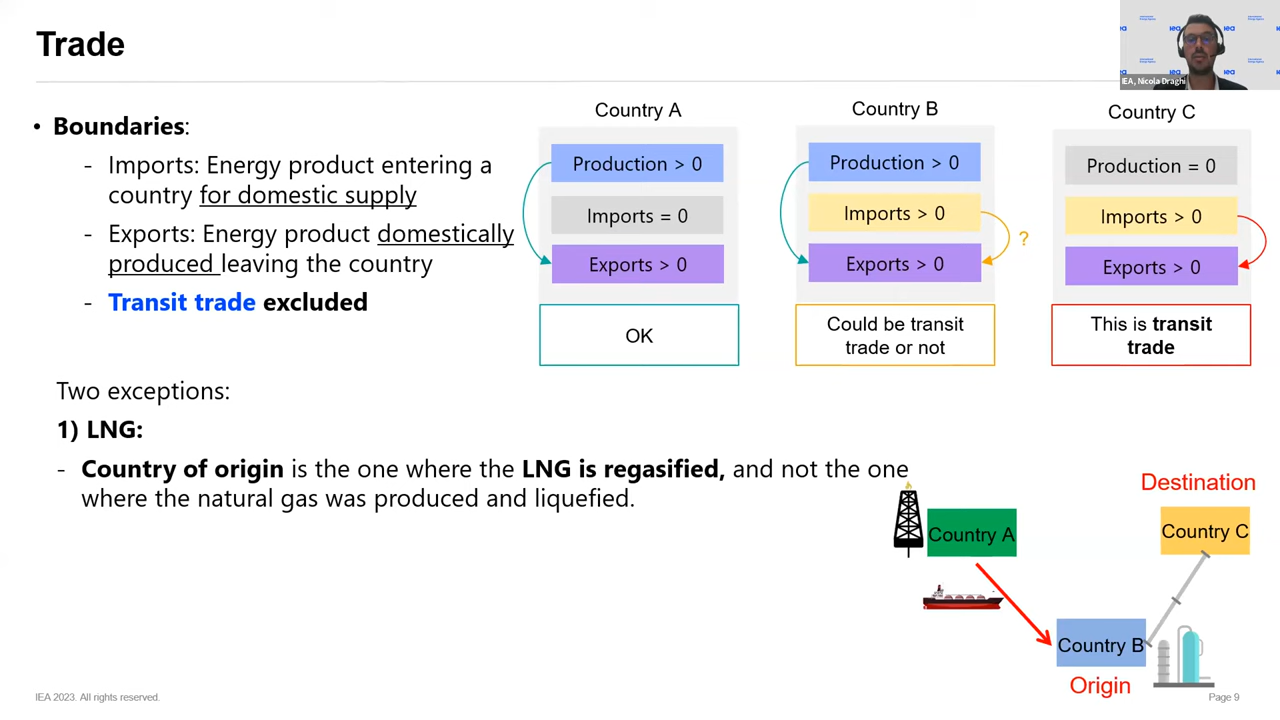 Trade
IEA, Nicola Draghi
• Boundaries:
- Imports: Energy product entering a
country for domestic supply
- Exports: Energy product domestically
produced leaving the country
- Transit trade excluded
Country A
Production > 0
Imports = 0
Exports > 0
OK
Country B
Production > 0
Imports > 0
Exports > 0
?
Could be transit
trade or not
Country C
Production = 0
Imports > 0
Exports > 0
This is transit
trade
Two exceptions:
1) LNG:
- Country of origin is the one where the LNG is regasified, and not the one
where the natural gas was produced and liquefied.
Country A
Destination
Country C
Country B
Origin
IEA 2023. All rights reserved.
Page 9